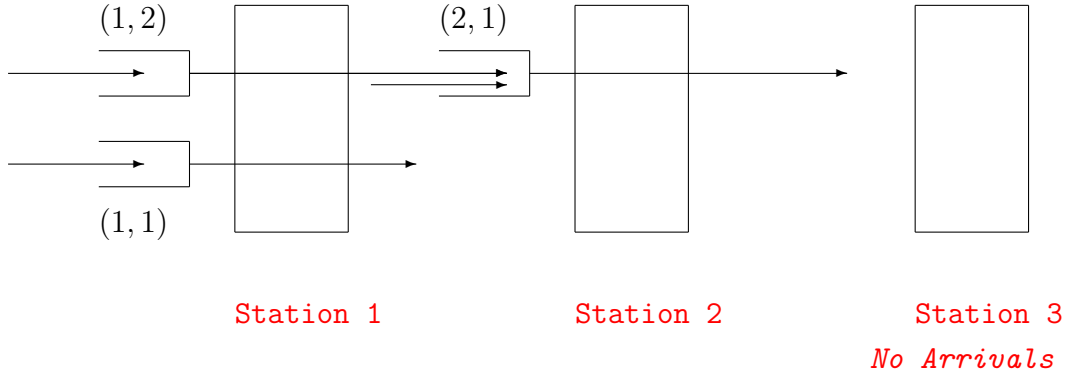 (1, 2)
(2, 1)
(1, 1)
Station 1
Station 2
Station 3
No Arrivals